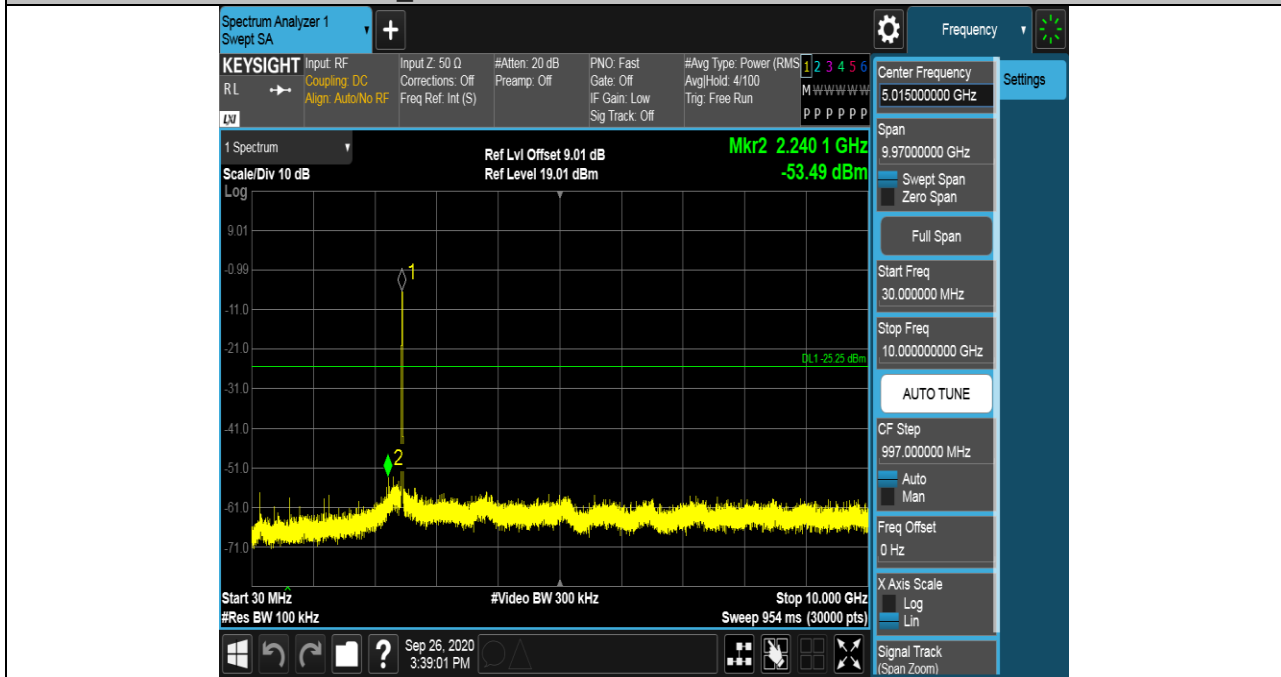 Spectrum Analyzer 1
Swept SA
+
Frequency
KEYSIGHT
RL
LXI
Input: RF
Coupling: DC
Align: Auto/No RF
Input Z: 50 Ω
Corrections: Off
Freq Ref: Int (S)
#Atten: 20 dB
Preamp: Off
PNO: Fast
Gate: Off
IF Gain: Low
Sig Track: Off
#Avg Type: Power (RMS
Avg|Hold: 4/100
Trig: Free Run
1 2 3 4 5 6
M W W W W W
P P P P P P
1 Spectrum
Scale/Div 10 dB
Ref Lvl Offset 9.01 dB
Ref Level 19.01 dBm
Mkr2 2.240 1 GHz
-53.49 dBm
Log
9.01
-0.99
-11.0
-21.0
-31.0
-41.0
-51.0
-61.0
-71.0
1
2
DL1 -25.25 dBm
Start 30 MHz
#Res BW 100 kHz
#Video BW 300 kHz
Stop 10.000 GHz
Sweep 954 ms (30000 pts)
?
Sep 26, 2020
3:39:01 PM
Center Frequency
5.015000000 GHz
Settings
Span
9.97000000 GHz
Swept Span
Zero Span
Full Span
Start Freq
30.000000 MHz
Stop Freq
10.000000000 GHz
AUTO TUNE
CF Step
997.000000 MHz
Auto
Man
Freq Offset
0 Hz
X Axis Scale
Log
Lin
Signal Track
(Span Zoom)